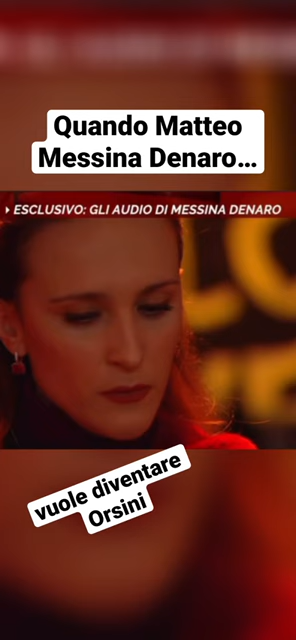 Quando Matteo
Messina Denaro...
ESCLUSIVO: GLI AUDIO DI MESSINA DENARO
vuole diventare
Orsini